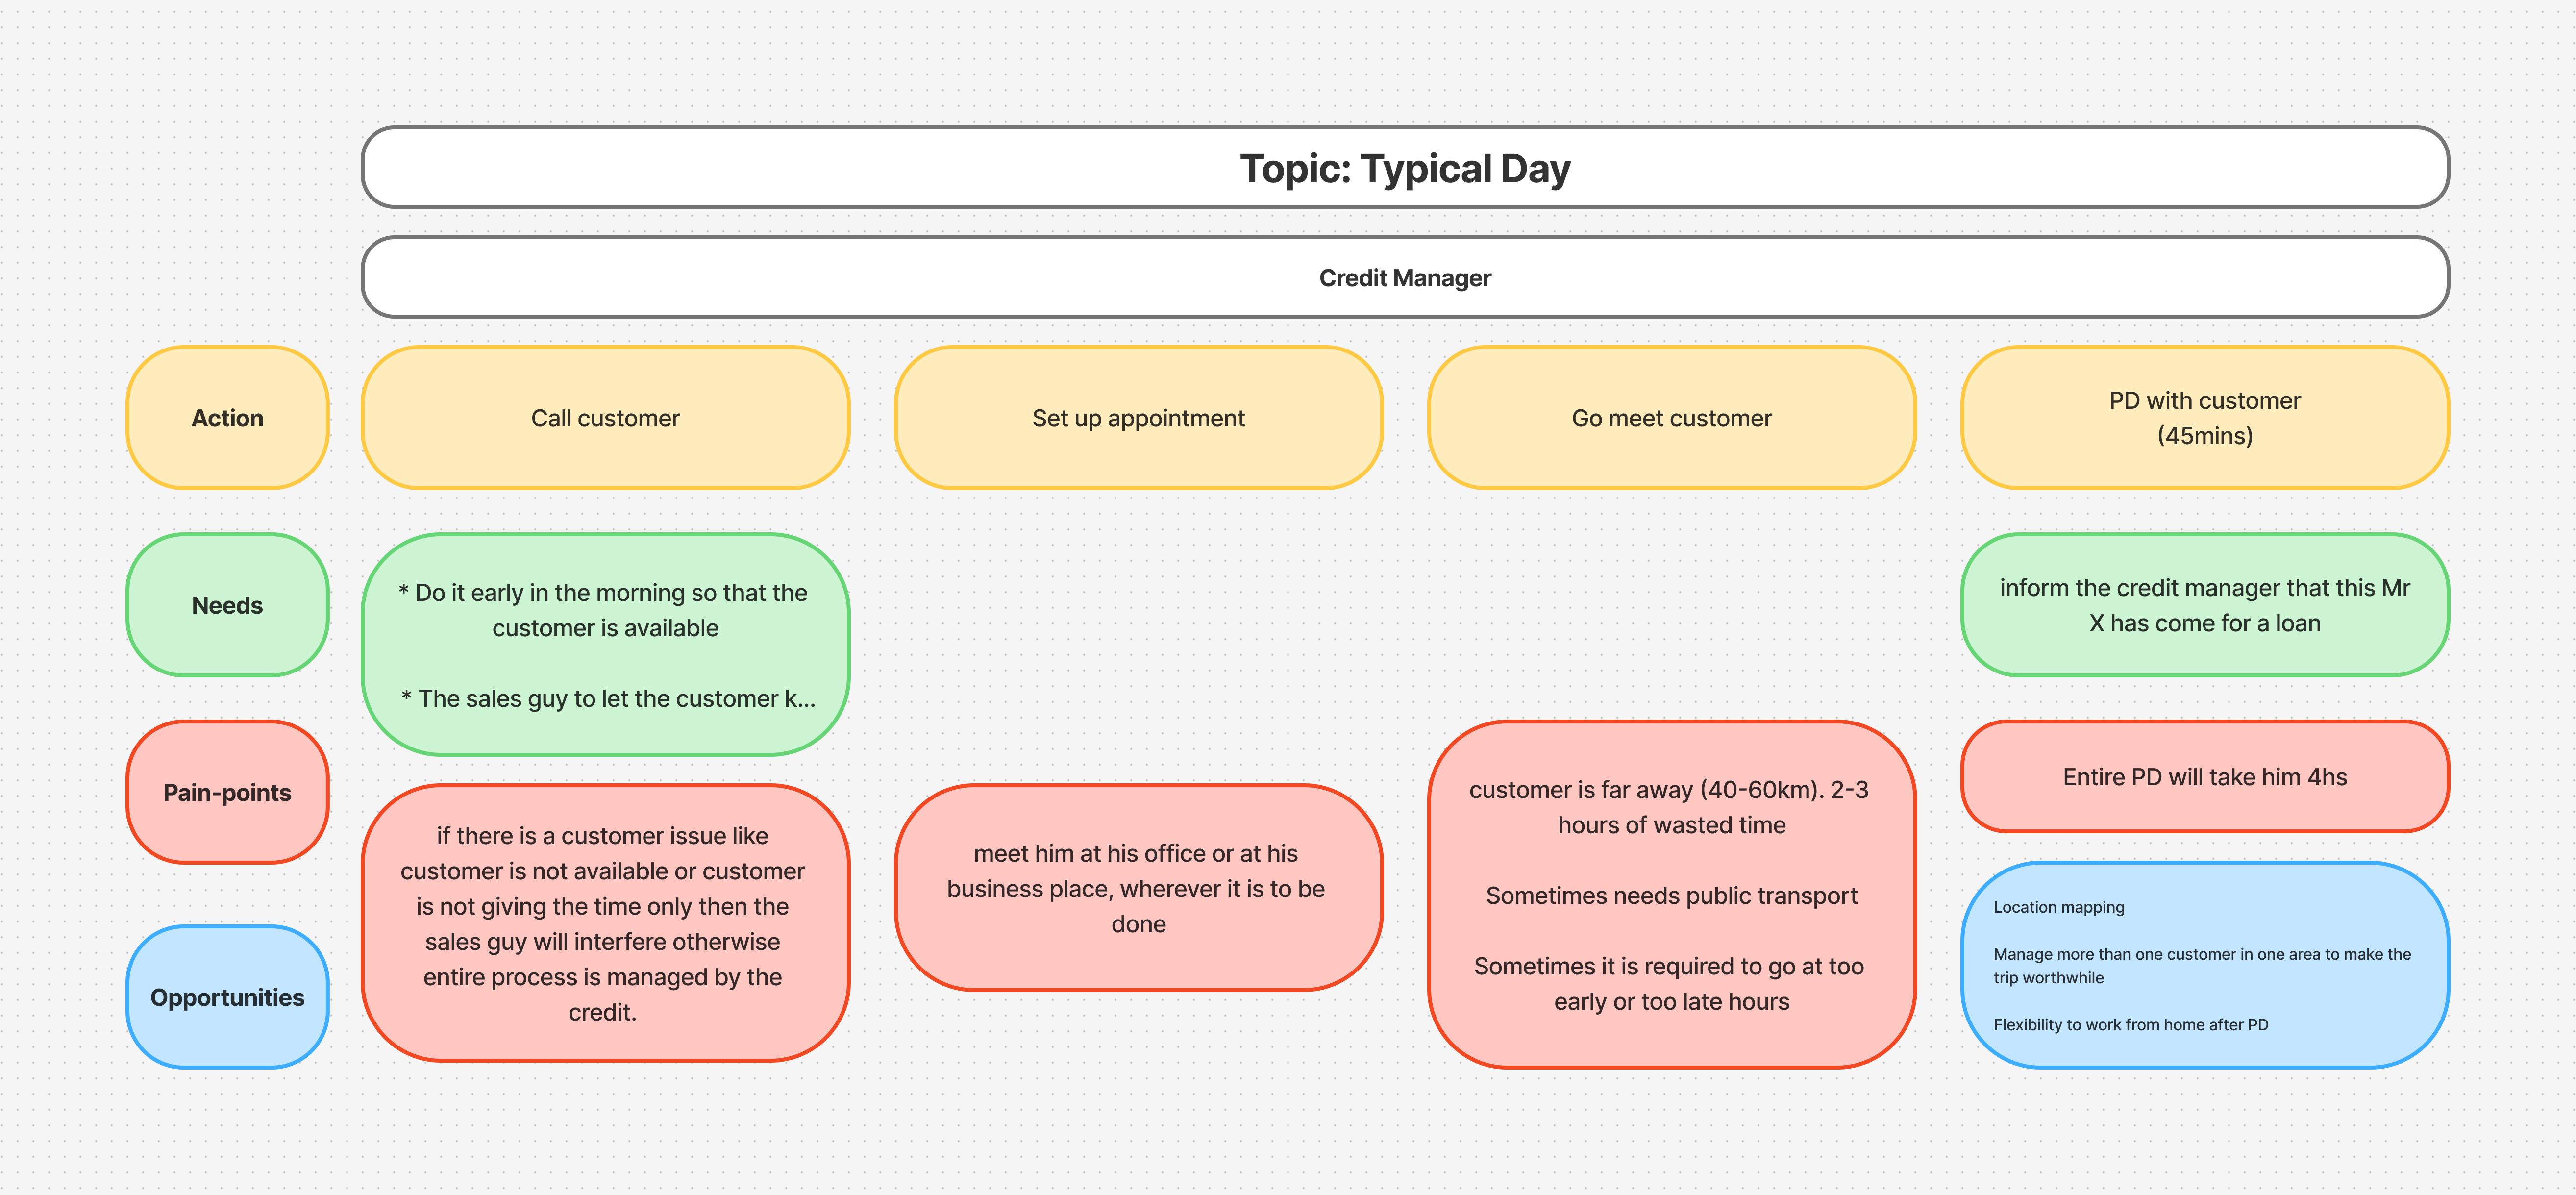 Topic: Typical Day
Credit Manager
Action
Call customer
Set up appointment
Go meet customer
PD with customer
(45mins)
Needs
* Do it early in the morning so that the
customer is available
* The sales guy to let the customer k...
inform the credit manager that this Mr
X has come for a loan
Pain-points
if there is a customer issue like
customer is not available or customer
is not giving the time only then the
sales guy will interfere otherwise
entire process is managed by the
credit.
meet him at his office or at his
business place, wherever it is to be
done
customer is far away (40-60km). 2-3
hours of wasted time
Sometimes needs public transport
Sometimes it is required to go at too
early or too late hours
Entire PD will take him 4hs
Opportunities
Location mapping
Manage more than one customer in one area to make the
trip worthwhile
Flexibility to work from home after PD